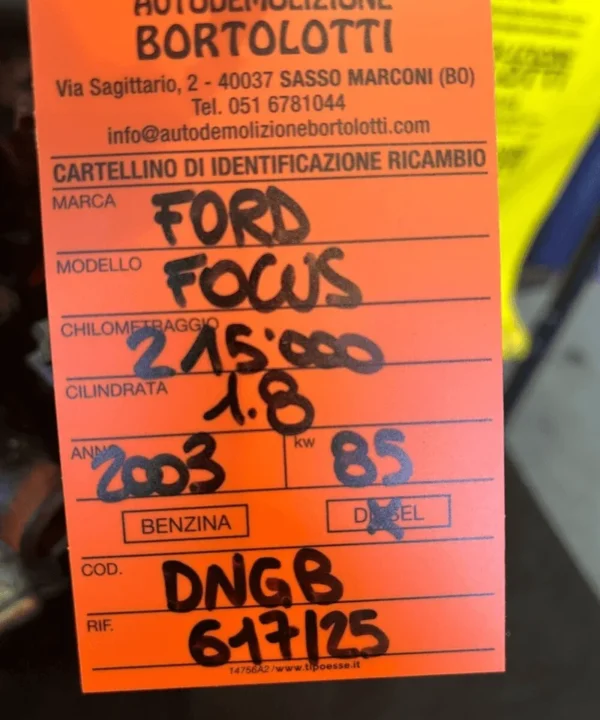 AUTODEMOLIZIONE
BORTOLOTTI
Via Sagittario, 2 - 40037 SASSO MARCONI (BO)
Tel. 051 6781044
info@autodemolizionebortolotti.com
CARTELLINO DI IDENTIFICAZIONE RICAMBIO
MARCA FORD
MODELLO FOCUS
CHILOMETRAGGIO 215'000
CILINDRATA 1.8
ANNO 2003 kw 85
BENZINA DIESEL
COD. DNGB
RIF. 617/25
14756A2/www.tipoesse.it